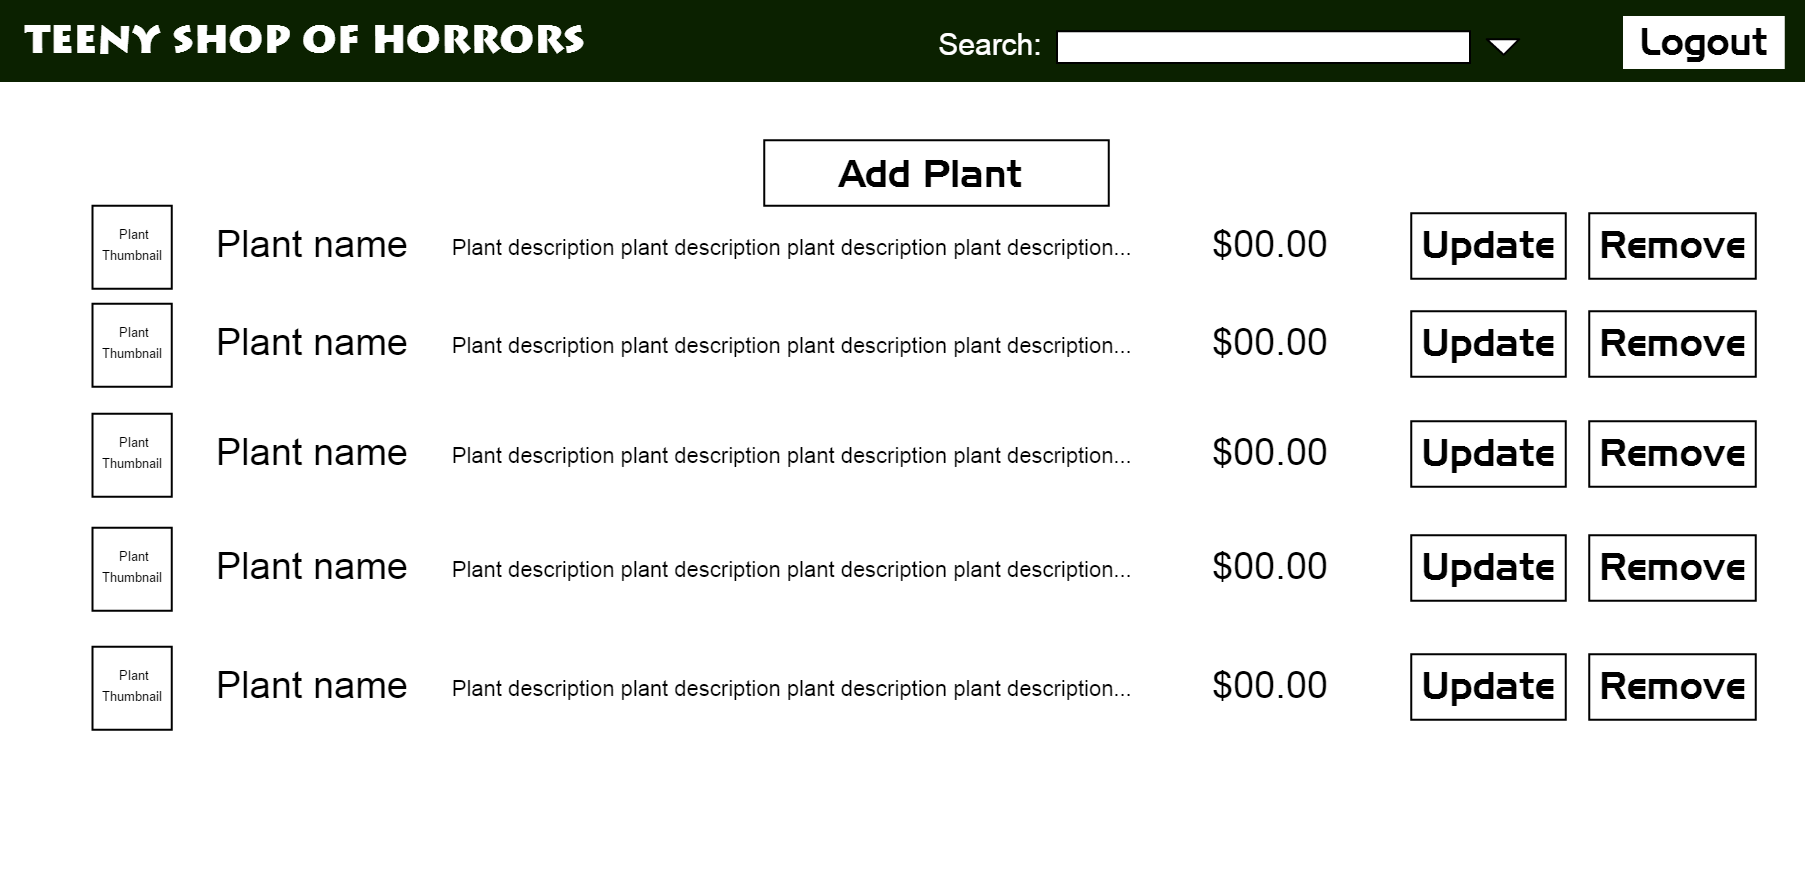 TEENY SHOP OF HORRORS Search: Logout
Add Plant
Plant
Thumbnail
Plant name Plant description plant description plant description plant description... $00.00 Update Remove
Plant
Thumbnail
Plant name Plant description plant description plant description plant description... $00.00 Update Remove
Plant
Thumbnail
Plant name Plant description plant description plant description plant description... $00.00 Update Remove
Plant
Thumbnail
Plant name Plant description plant description plant description plant description... $00.00 Update Remove
Plant
Thumbnail
Plant name Plant description plant description plant description plant description... $00.00 Update Remove